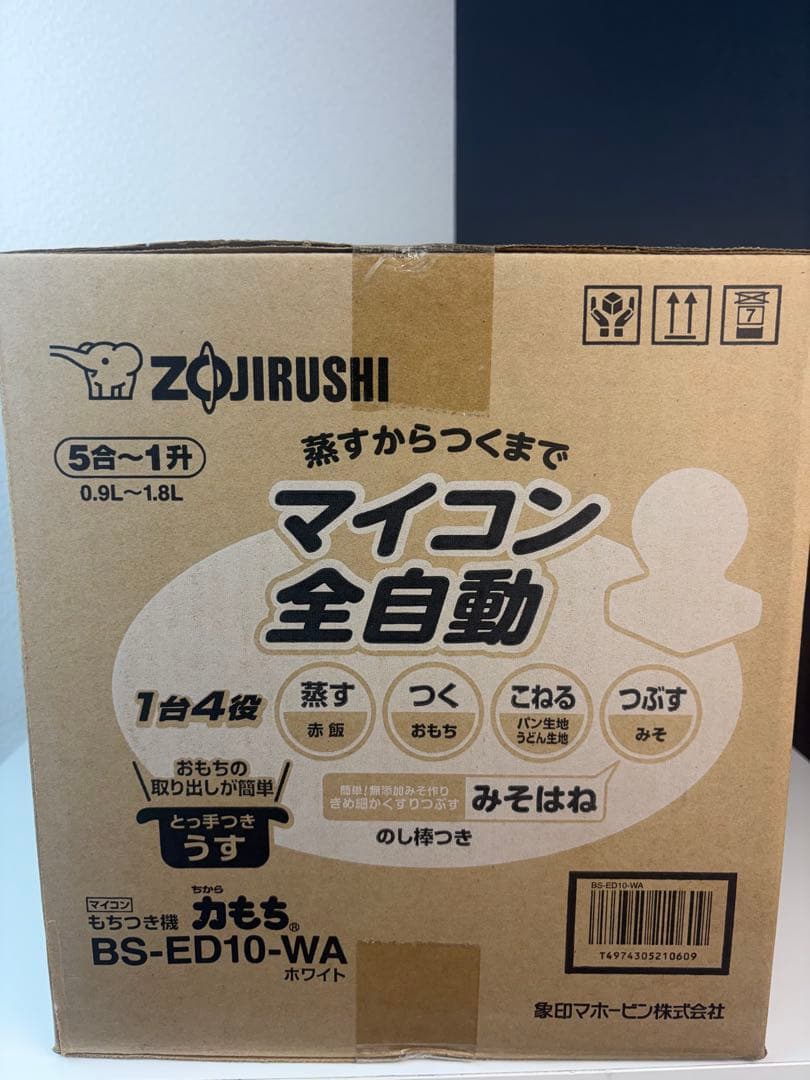 ZOJIRUSHI
7
5合～1升
0.9L～1.8L
蒸すからつくまで
マイコン
全自動
1台4役
蒸す
赤飯
つく
おもち
こねる
パン生地
うどん生地
つぶす
みそ
おもちの
取り出しが簡単
とっ手つき
うす
簡単!無添加みそ作り
きめ細かくすりつぶす
みそはね
のし棒つき
マイコン
もちつき機
ちから
力もち®
BS-ED10-WA
ホワイト
BS-ED10-WA
T4974305210609
象印マホービン株式会社